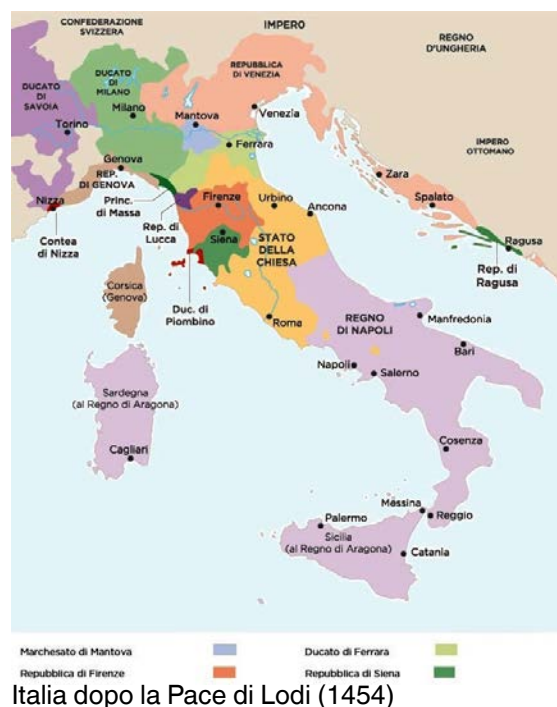 CONFEDERAZIONE
SVIZZERA
IMPERO
REGNO
D'UNGHERIA
DUCATO
DI
SAVOIA
DUCATO
DI
MILANO
REPUBBLICA
DI VENEZIA
Milano
Mantova
Venezia
Torino
Ferrara
IMPERO
OTTOMANO
Genova
REP.
DI GENOVA
Zara
Nizza
Princ.
di Massa
Firenze
Urbino
Ancona
Spalato
Contea
di Nizza
Rep. di
Lucca
Siena
STATO
DELLA
CHIESA
Ragusa
Rep. di
Ragusa
Corsica
(Genova)
Duc. di
Piombino
Roma
REGNO
DI NAPOLI
Manfredonia
Bari
Napoli
Salerno
Sardegna
(al Regno di Aragona)
Cagliari
Cosenza
Messina
Reggio
Palermo
Sicilia
(al Regno di Aragona)
Catania
Marchesato di Mantova
Ducato di Ferrara
Repubblica di Firenze
Repubblica di Siena
Italia dopo la Pace di Lodi (1454)